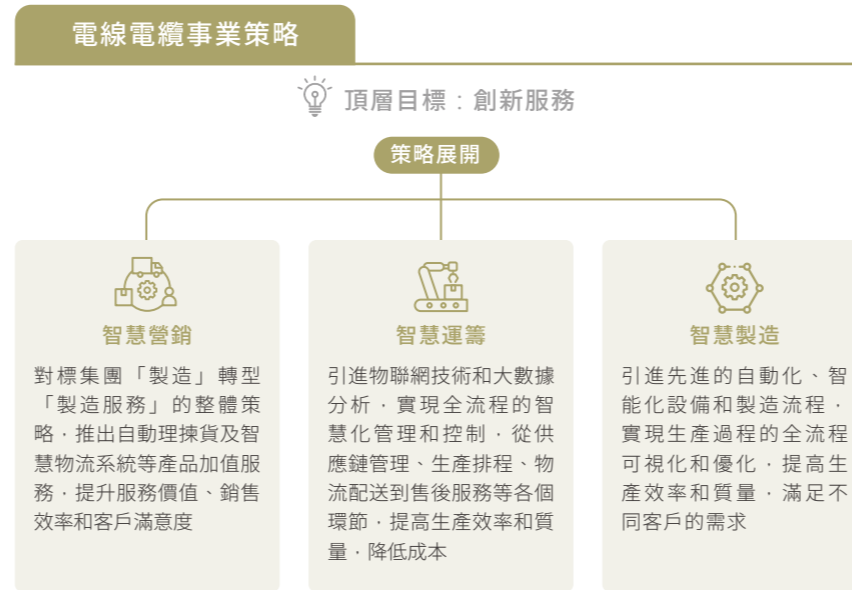 電線電纜事業策略
頂層目標：創新服務
策略展開
智慧營銷
對標集團「製造」轉型
「製造服務」的整體策
略，推出自動理揀貨及智
慧物流系統等產品加值服
務，提升服務價值、銷售
效率和客戶滿意度
智慧運籌
引進物聯網技術和大數據
分析，實現全流程的智
慧化管理和控制，從供
應鏈管理、生產排程、物
流配送到售後服務等各個
環節，提高生產效率和質
量，降低成本
智慧製造
引進先進的自動化、智
能化設備和製造流程，
實現生產過程的全流程
可視化和優化，提高生
產效率和質量，滿足不
同客戶的需求